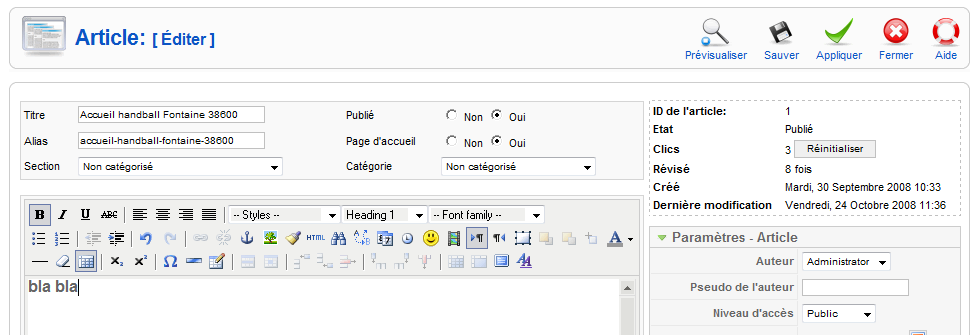 Article: [ Éditer ]
Prévisualiser Sauver Appliquer Fermer Aide
Titre Accueil handball Fontaine 38600 Publié Non Oui
Alias accueil-handball-fontaine-38600 Page d'accueil Non Oui
Section Non catégorisé Catégorie Non catégorisé
ID de l'article: 1
Etat Publié
Clics 3 Réinitialiser
Révisé 8 fois
Créé Mardi, 30 Septembre 2008 10:33
Dernière modification Vendredi, 24 Octobre 2008 11:36
B I U ABC -- Styles -- Heading 1 -- Font family --
HTML
bla bla
Paramètres - Article
Auteur Administrator
Pseudo de l'auteur
Niveau d'accès Public